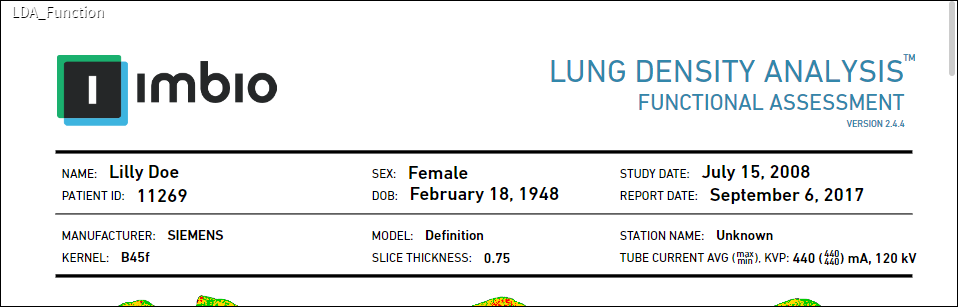 LDA_Function
I imbio
LUNG DENSITY ANALYSIS™
FUNCTIONAL ASSESSMENT
VERSION 2.4.4
NAME: Lilly Doe SEX: Female STUDY DATE: July 15, 2008
PATIENT ID: 11269 DOB: February 18, 1948 REPORT DATE: September 6, 2017
MANUFACTURER: SIEMENS MODEL: Definition STATION NAME: Unknown
KERNEL: B45f SLICE THICKNESS: 0.75 TUBE CURRENT AVG (max/min), KVP: 440 (440/440) mA, 120 kV